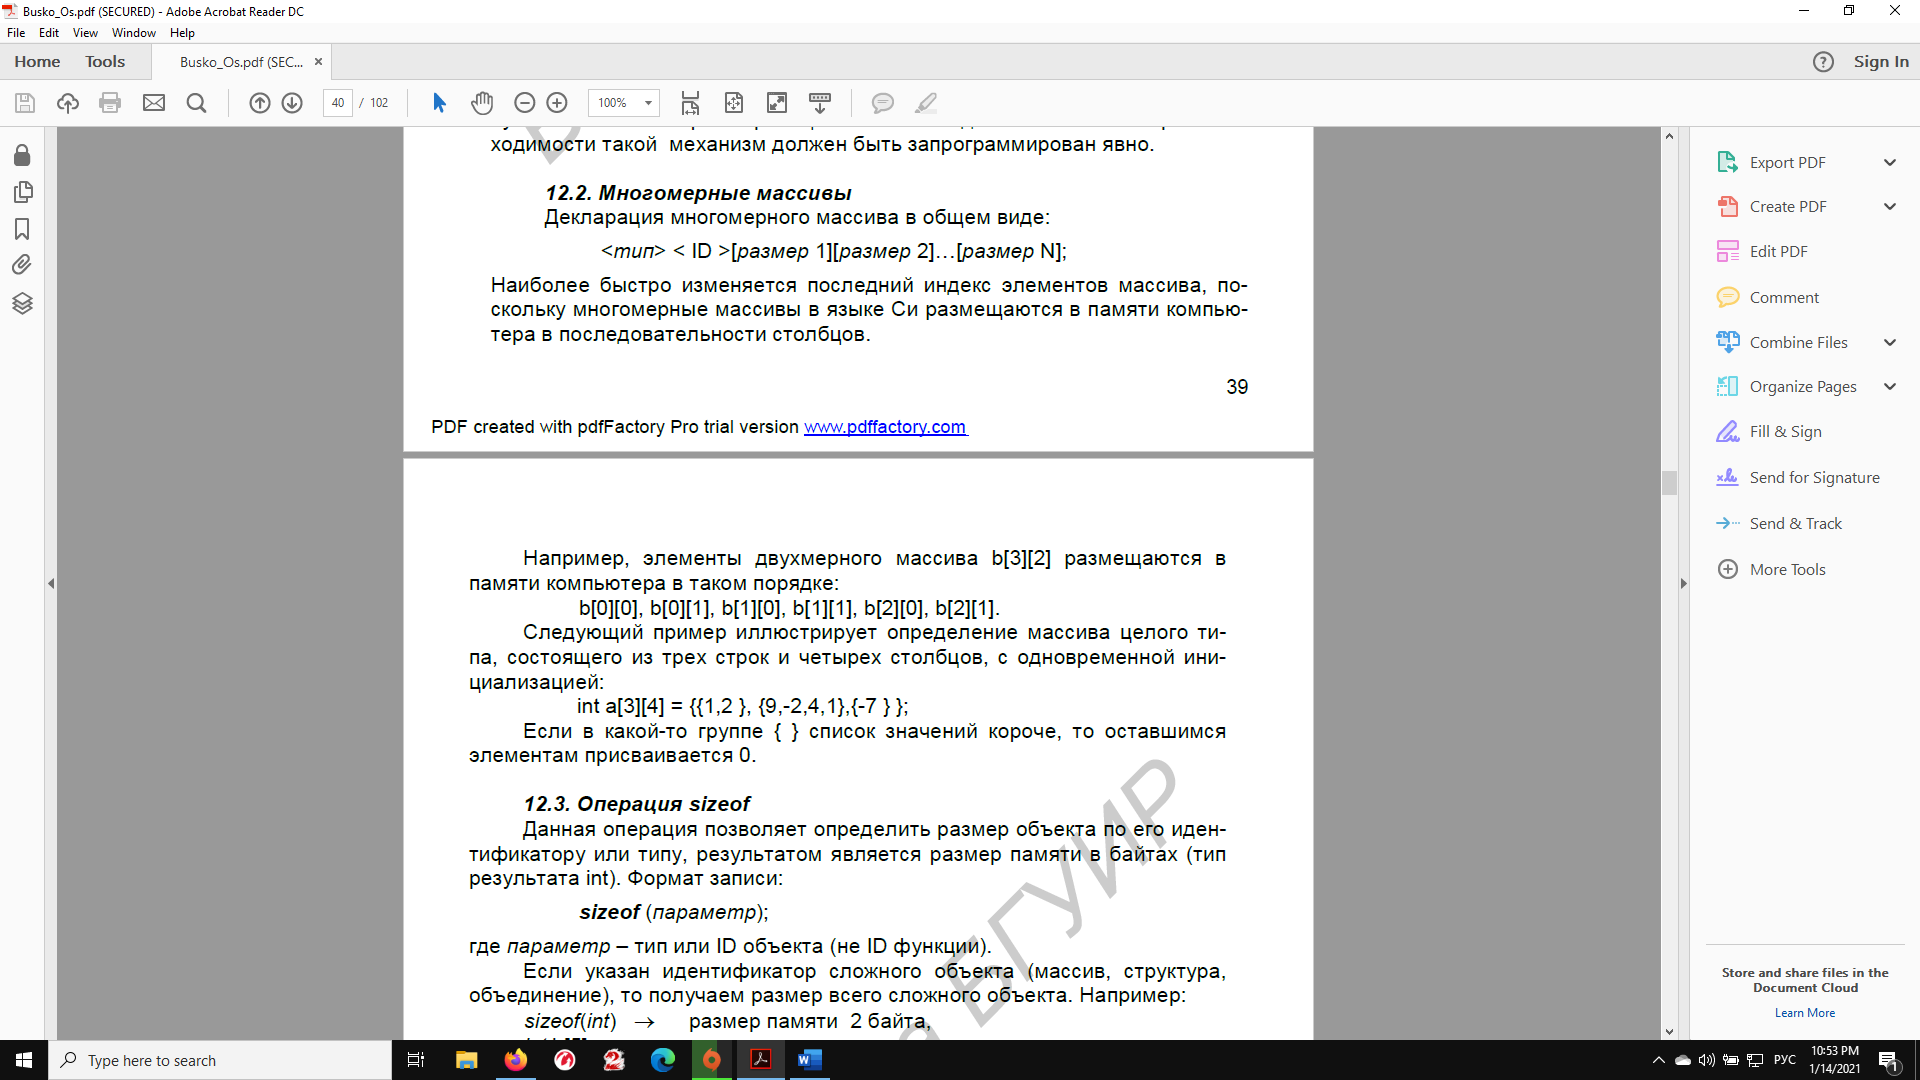 Busko_Os.pdf (SECURED) - Adobe Acrobat Reader DC
File Edit View Window Help
Home Tools Busko_Os.pdf (SEC... × Sign In
40 / 102 100%
ходимости такой механизм должен быть запрограммирован явно.
12.2. Многомерные массивы
Декларация многомерного массива в общем виде:
<тип> < ID >[размер 1][размер 2]…[размер N];
Наиболее быстро изменяется последний индекс элементов массива, по-
скольку многомерные массивы в языке Си размещаются в памяти компью-
тера в последовательности столбцов.
39
PDF created with pdfFactory Pro trial version www.pdffactory.com
Например, элементы двухмерного массива b[3][2] размещаются в
памяти компьютера в таком порядке:
b[0][0], b[0][1], b[1][0], b[1][1], b[2][0], b[2][1].
Следующий пример иллюстрирует определение массива целого ти-
па, состоящего из трех строк и четырех столбцов, с одновременной ини-
циализацией:
int a[3][4] = {{1,2 }, {9,-2,4,1},{-7 } };
Если в какой-то группе { } список значений короче, то оставшимся
элементам присваивается 0.
12.3. Операция sizeof
Данная операция позволяет определить размер объекта по его иден-
тификатору или типу, результатом является размер памяти в байтах (тип
результата int). Формат записи:
sizeof (параметр);
где параметр – тип или ID объекта (не ID функции).
Если указан идентификатор сложного объекта (массив, структура,
объединение), то получаем размер всего сложного объекта. Например:
sizeof(int) → размер памяти 2 байта,
БГУИР
Export PDF
Create PDF
Edit PDF
Comment
Combine Files
Organize Pages
Fill & Sign
Send for Signature
Send & Track
More Tools
Store and share files in the
Document Cloud
Learn More
Type here to search
РУС
10:53 PM
1/14/2021
1